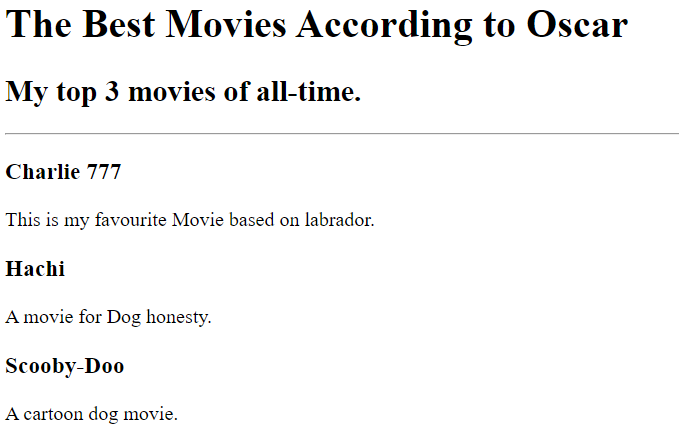 The Best Movies According to Oscar
My top 3 movies of all-time.
Charlie 777
This is my favourite Movie based on labrador.
Hachi
A movie for Dog honesty.
Scooby-Doo
A cartoon dog movie.